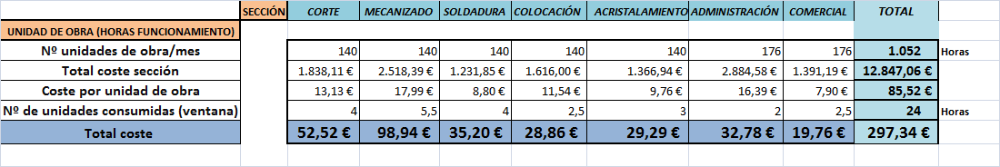 SECCIÓN CORTE MECANIZADO SOLDADURA COLOCACIÓN ACRISTALAMIENTO ADMINISTRACIÓN COMERCIAL TOTAL
UNIDAD DE OBRA (HORAS FUNCIONAMIENTO)
Nº unidades de obra/mes 140 140 140 140 140 176 176 1.052 Horas
Total coste sección 1.838,11 € 2.518,39 € 1.231,85 € 1.616,00 € 1.366,94 € 2.884,58 € 1.391,19 € 12.847,06 €
Coste por unidad de obra 13,13 € 17,99 € 8,80 € 11,54 € 9,76 € 16,39 € 7,90 € 85,52 €
Nº de unidades consumidas (ventana) 4 5,5 4 2,5 3 2 2,5 24 Horas
Total coste 52,52 € 98,94 € 35,20 € 28,86 € 29,29 € 32,78 € 19,76 € 297,34 €